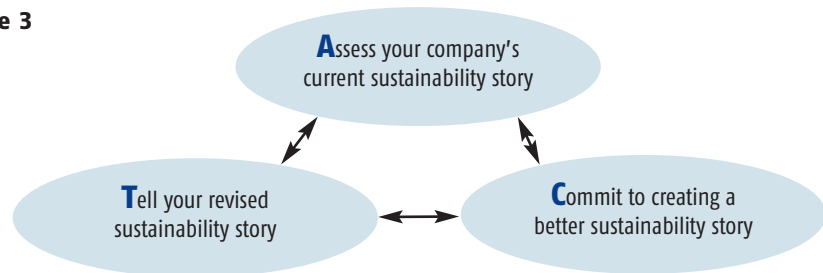 e 3
Assess your company's
current sustainability story
Tell your revised
sustainability story
Commit to creating a
better sustainability story